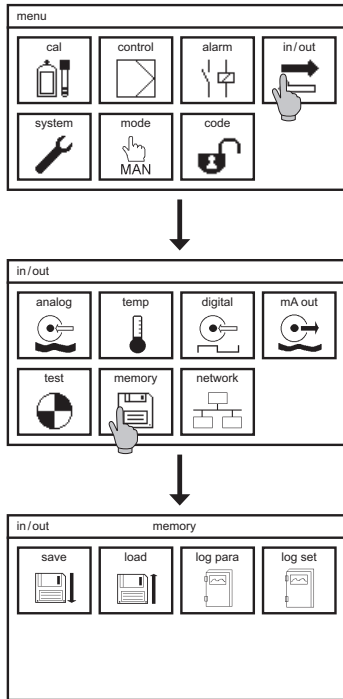 menu
cal control alarm in/out
system mode code
MAN
in/out
analog temp digital mA out
test memory network
in/out memory
save load log para log set